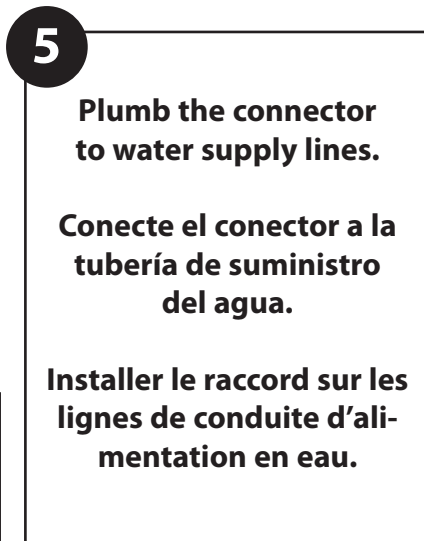 5
Plumb the connector
to water supply lines.
Conecte el conector a la
tubería de suministro
del agua.
Installer le raccord sur les
lignes de conduite d’ali-
mentation en eau.